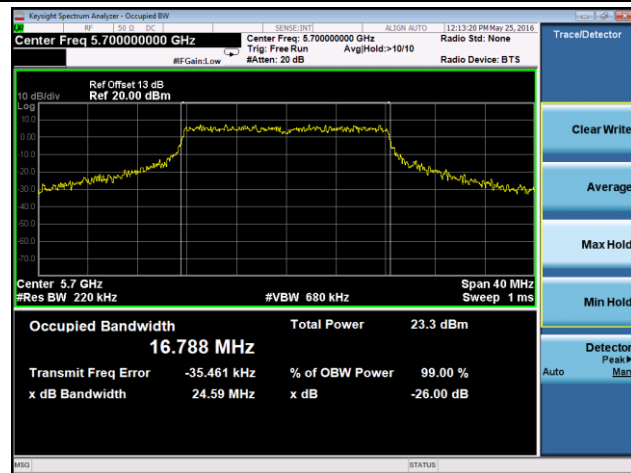 Keysight Spectrum Analyzer - Occupied BW
RF 50 Ω DC SENSE:INT ALIGN AUTO 12:13:20 PM May 25, 2016
Center Freq 5.700000000 GHz Center Freq: 5.700000000 GHz Radio Std: None
Trig: Free Run Avg|Hold:>10/10
#IFGain:Low #Atten: 20 dB Radio Device: BTS
Trace/Detector
Ref Offset 13 dB
10 dB/div Ref 20.00 dBm
Log
10.0
0.00
-10.0
-20.0
-30.0
-40.0
-50.0
-60.0
-70.0
Center 5.7 GHz Span 40 MHz
#Res BW 220 kHz #VBW 680 kHz Sweep 1 ms
Occupied Bandwidth Total Power 23.3 dBm
16.788 MHz
Transmit Freq Error -35.461 kHz % of OBW Power 99.00 %
x dB Bandwidth 24.59 MHz x dB -26.00 dB
Clear Write
Average
Max Hold
Min Hold
Detector
Peak▶
Auto Man
MSG STATUS